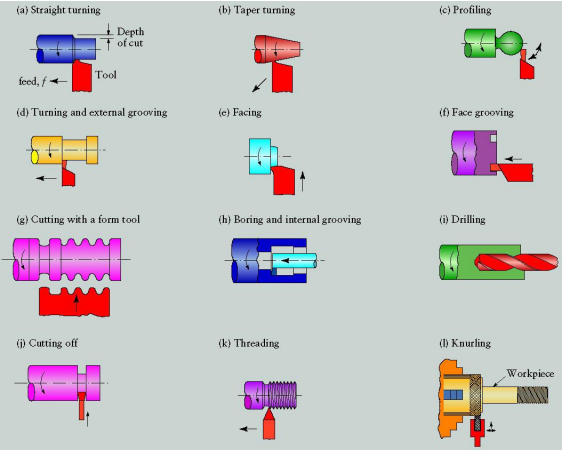 (a) Straight turning
Depth
of cut
feed, f
Tool
(b) Taper turning
(c) Profiling
(d) Turning and external grooving
(e) Facing
(f) Face grooving
(g) Cutting with a form tool
(h) Boring and internal grooving
(i) Drilling
(j) Cutting off
(k) Threading
(l) Knurling
Workpiece